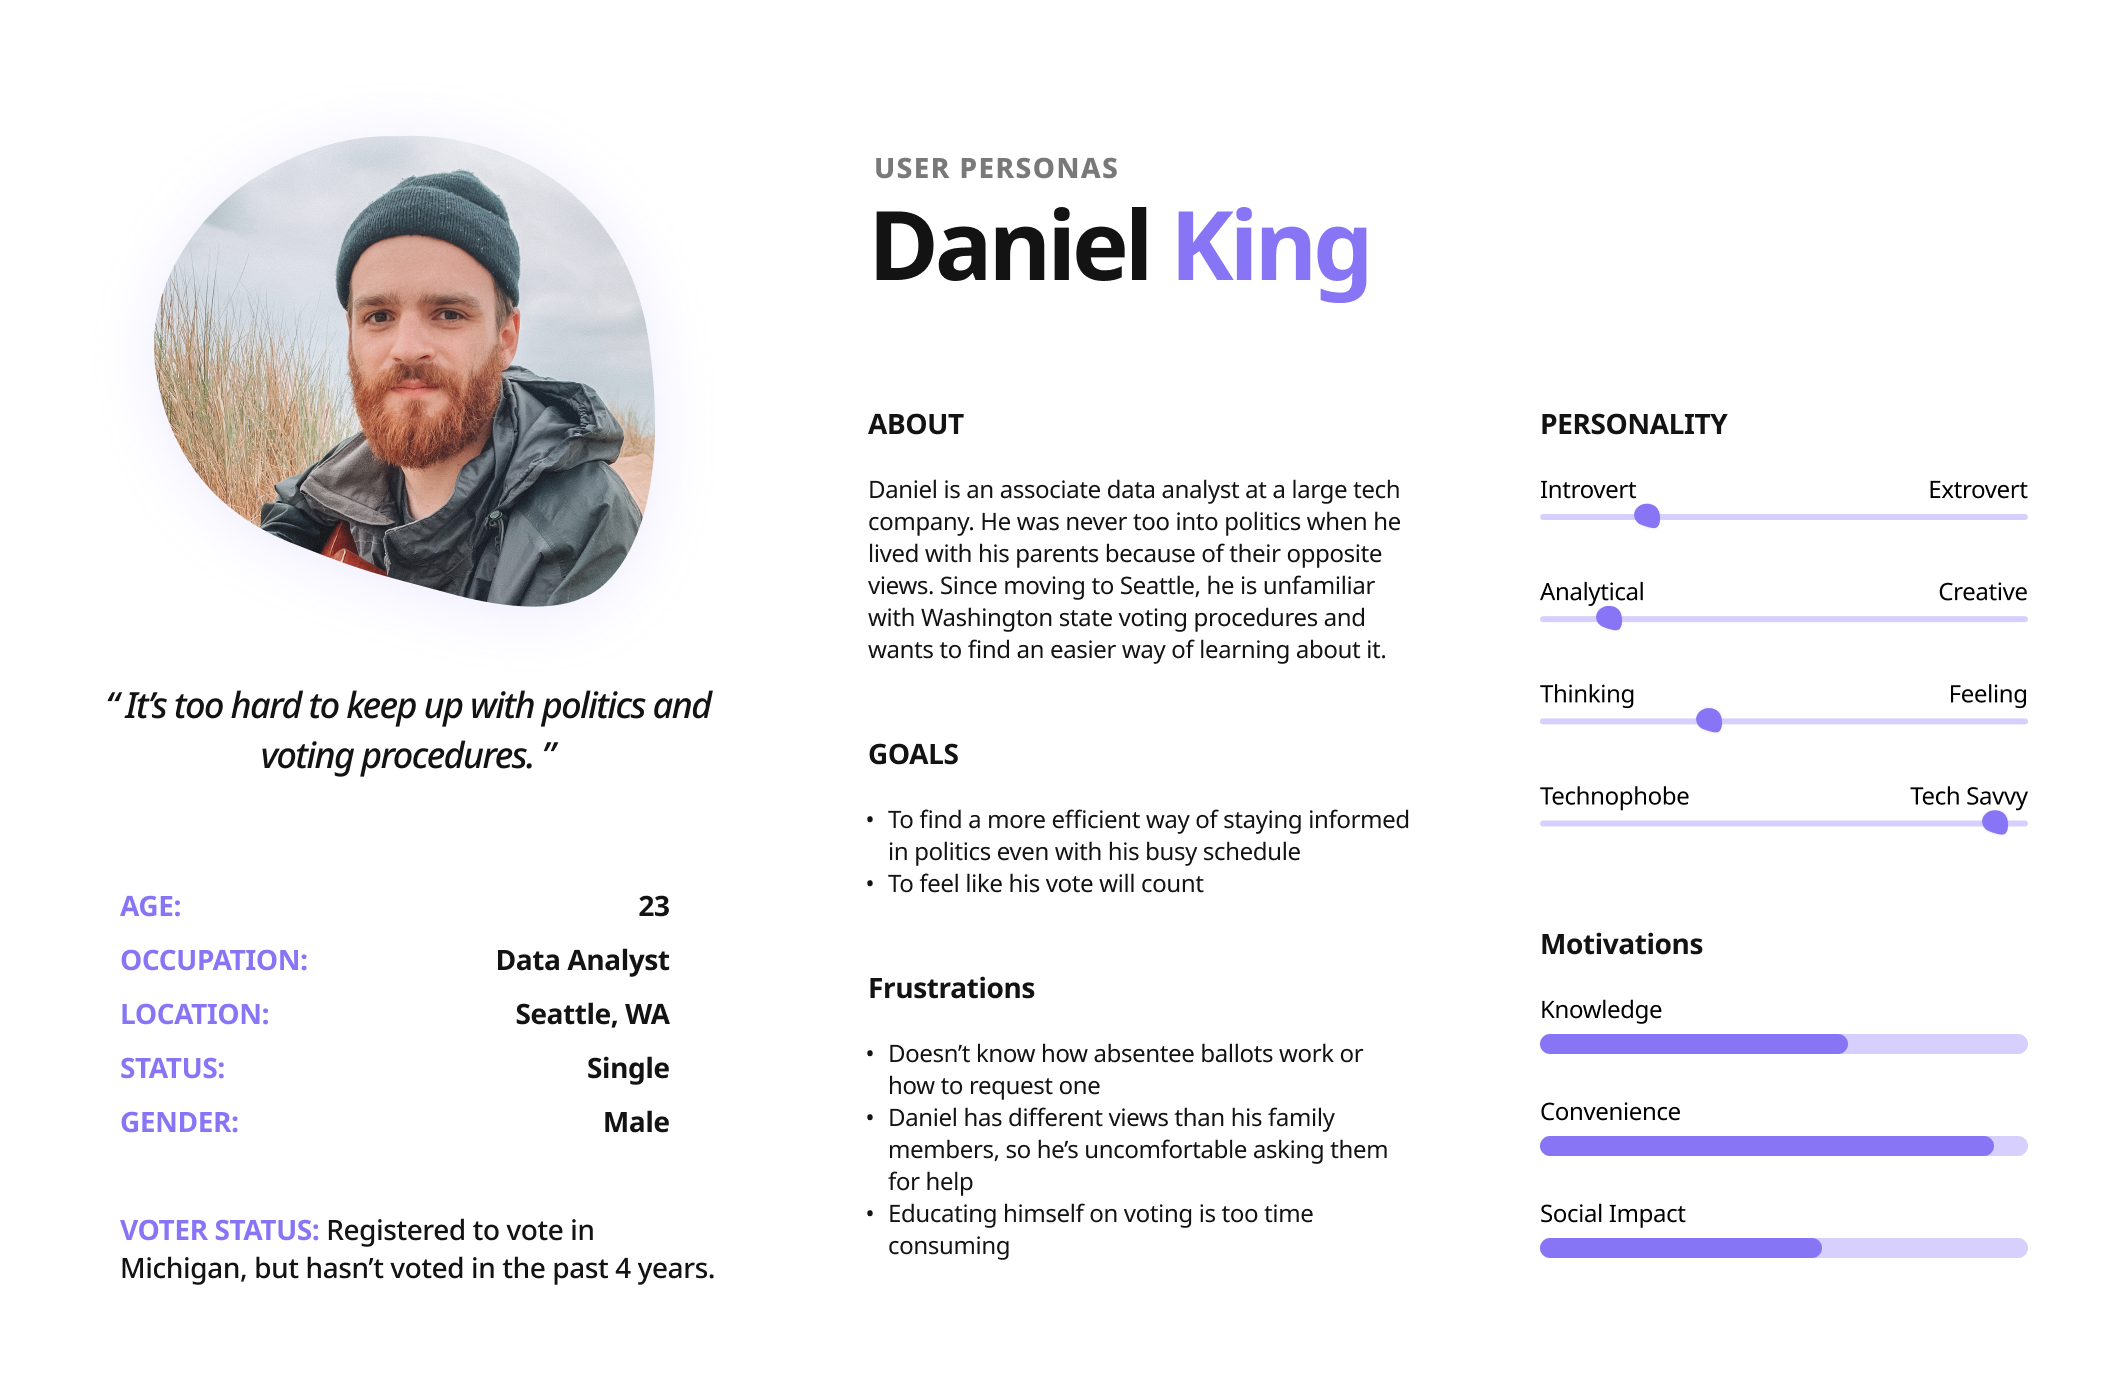 USER PERSONAS
Daniel King
“ It’s too hard to keep up with politics and
voting procedures. ”
AGE: 23
OCCUPATION: Data Analyst
LOCATION: Seattle, WA
STATUS: Single
GENDER: Male
VOTER STATUS: Registered to vote in
Michigan, but hasn’t voted in the past 4 years.
ABOUT
Daniel is an associate data analyst at a large tech
company. He was never too into politics when he
lived with his parents because of their opposite
views. Since moving to Seattle, he is unfamiliar
with Washington state voting procedures and
wants to find an easier way of learning about it.
GOALS
• To find a more efficient way of staying informed
in politics even with his busy schedule
• To feel like his vote will count
Frustrations
• Doesn’t know how absentee ballots work or
how to request one
• Daniel has different views than his family
members, so he’s uncomfortable asking them
for help
• Educating himself on voting is too time
consuming
PERSONALITY
Introvert Extrovert
Analytical Creative
Thinking Feeling
Technophobe Tech Savvy
Motivations
Knowledge
Convenience
Social Impact